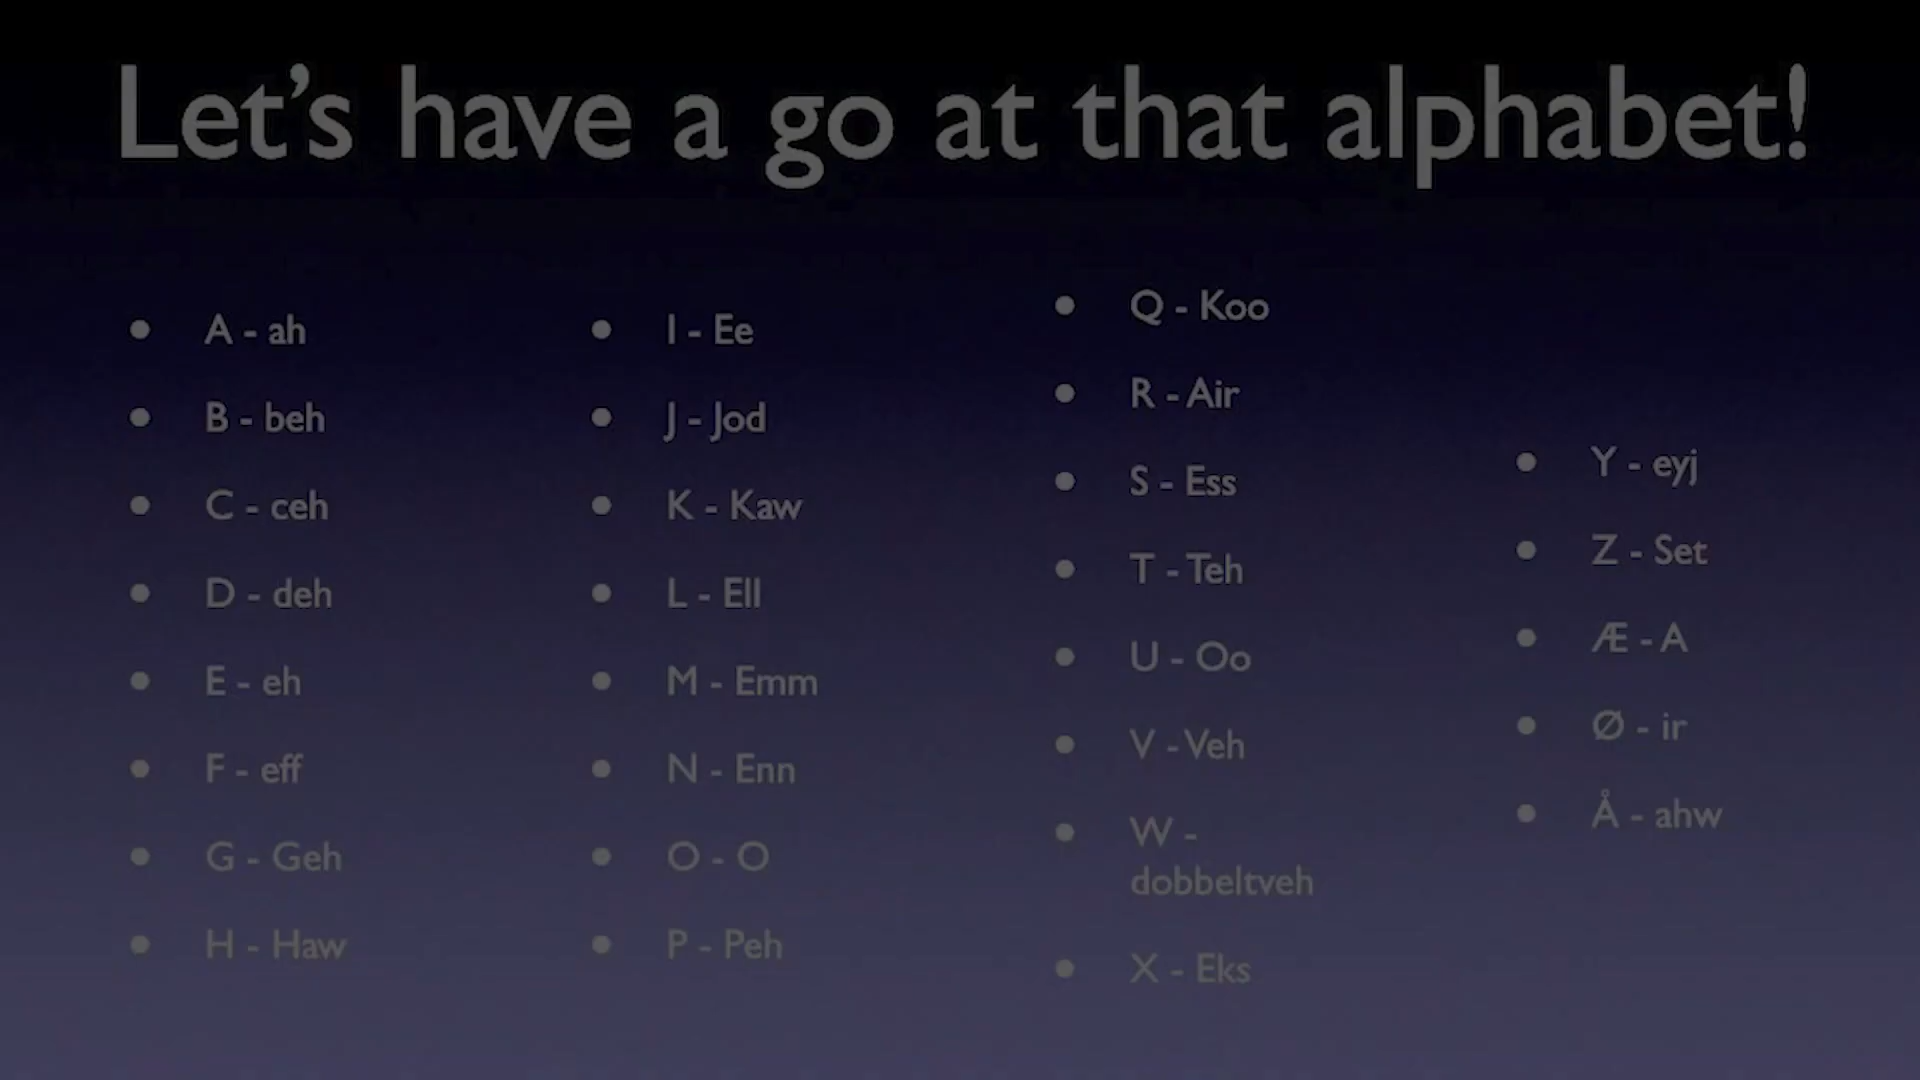 Let's have a go at that alphabet!
A - ah
B - beh
C - ceh
D - deh
E - eh
F - eff
G - Geh
H - Haw
I - Ee
J - Jod
K - Kaw
L - Ell
M - Emm
N - Enn
O - O
P - Peh
Q - Koo
R - Air
S - Ess
T - Teh
U - Oo
V - Veh
W -
dobbeltveh
X - Eks
Y - eyj
Z - Set
Æ - A
Ø - ir
Å - ahw